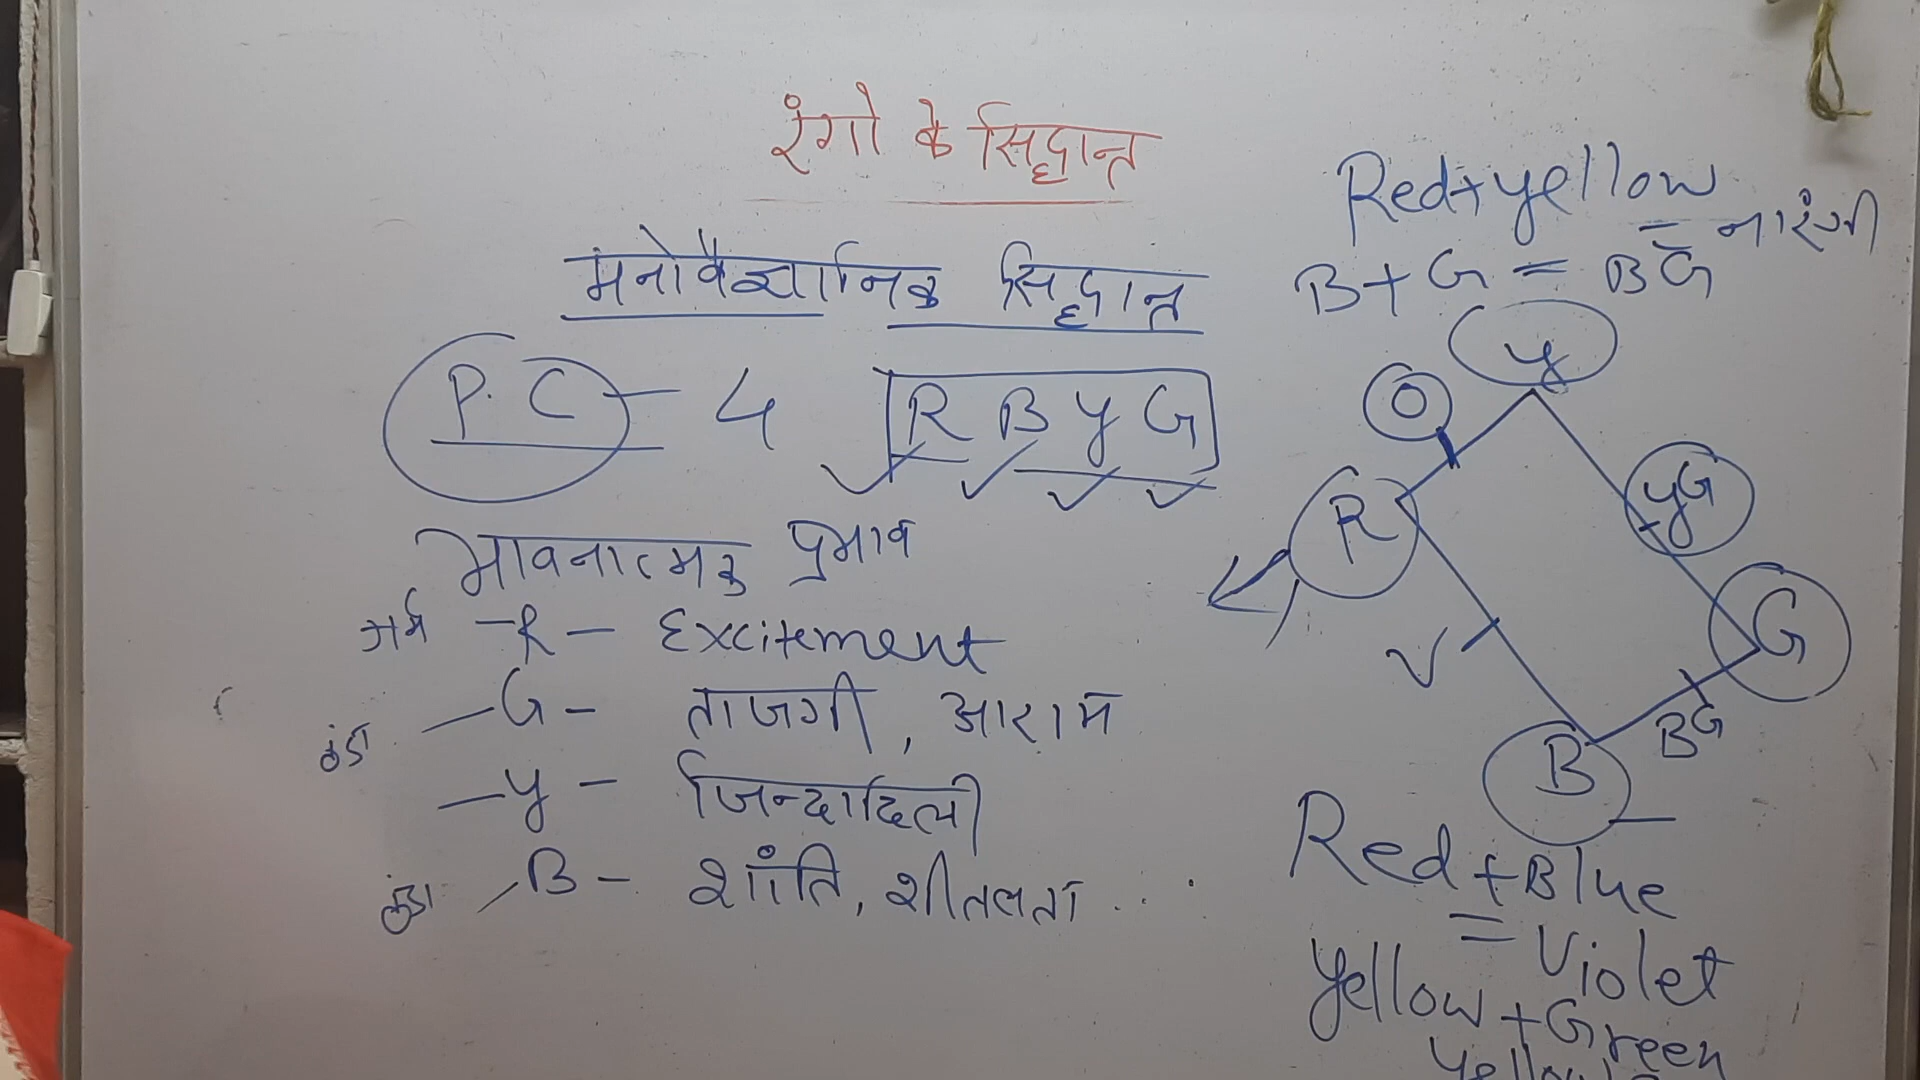 रंगो के सिद्धान्त
मनोवैज्ञानिक सिद्धान्त
P.C - 4 R B Y G
भावनात्मक प्रभाव
गर्म - R - Excitement
ठंडा - G - ताजगी, आराम
- y - जिन्दादिली
ठंडा - B - शांति, शीतलता ..
Red + yellow
= नारंगी
B + G = BG
y
O
R
yG
G
V
BG
B
Red + Blue
= Violet
Yellow + Green